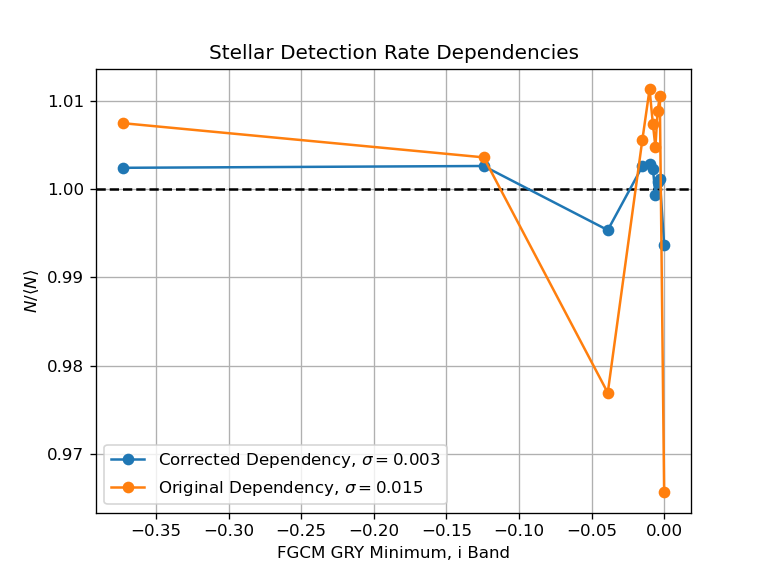 Stellar Detection Rate Dependencies
1.01
1.00
0.99
0.98
0.97
N/⟨N⟩
Corrected Dependency, σ = 0.003
Original Dependency, σ = 0.015
−0.35 −0.30 −0.25 −0.20 −0.15 −0.10 −0.05 0.00
FGCM GRY Minimum, i Band